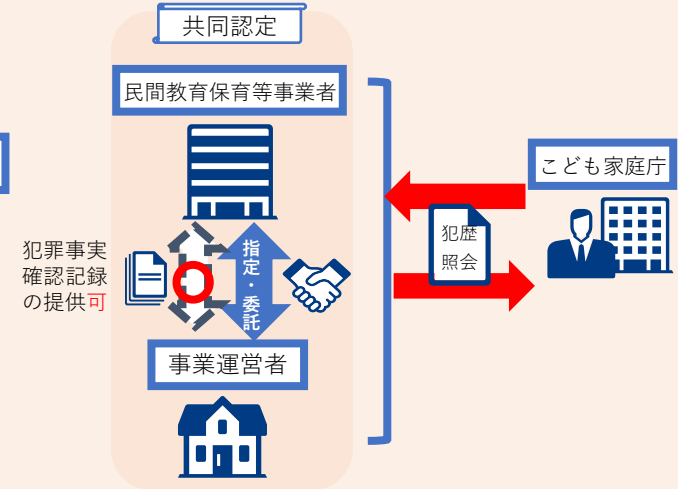 共同認定
民間教育保育等事業者
こども家庭庁
犯歴
照会
犯罪事実
確認記録
の提供可
指定・委託
事業運営者